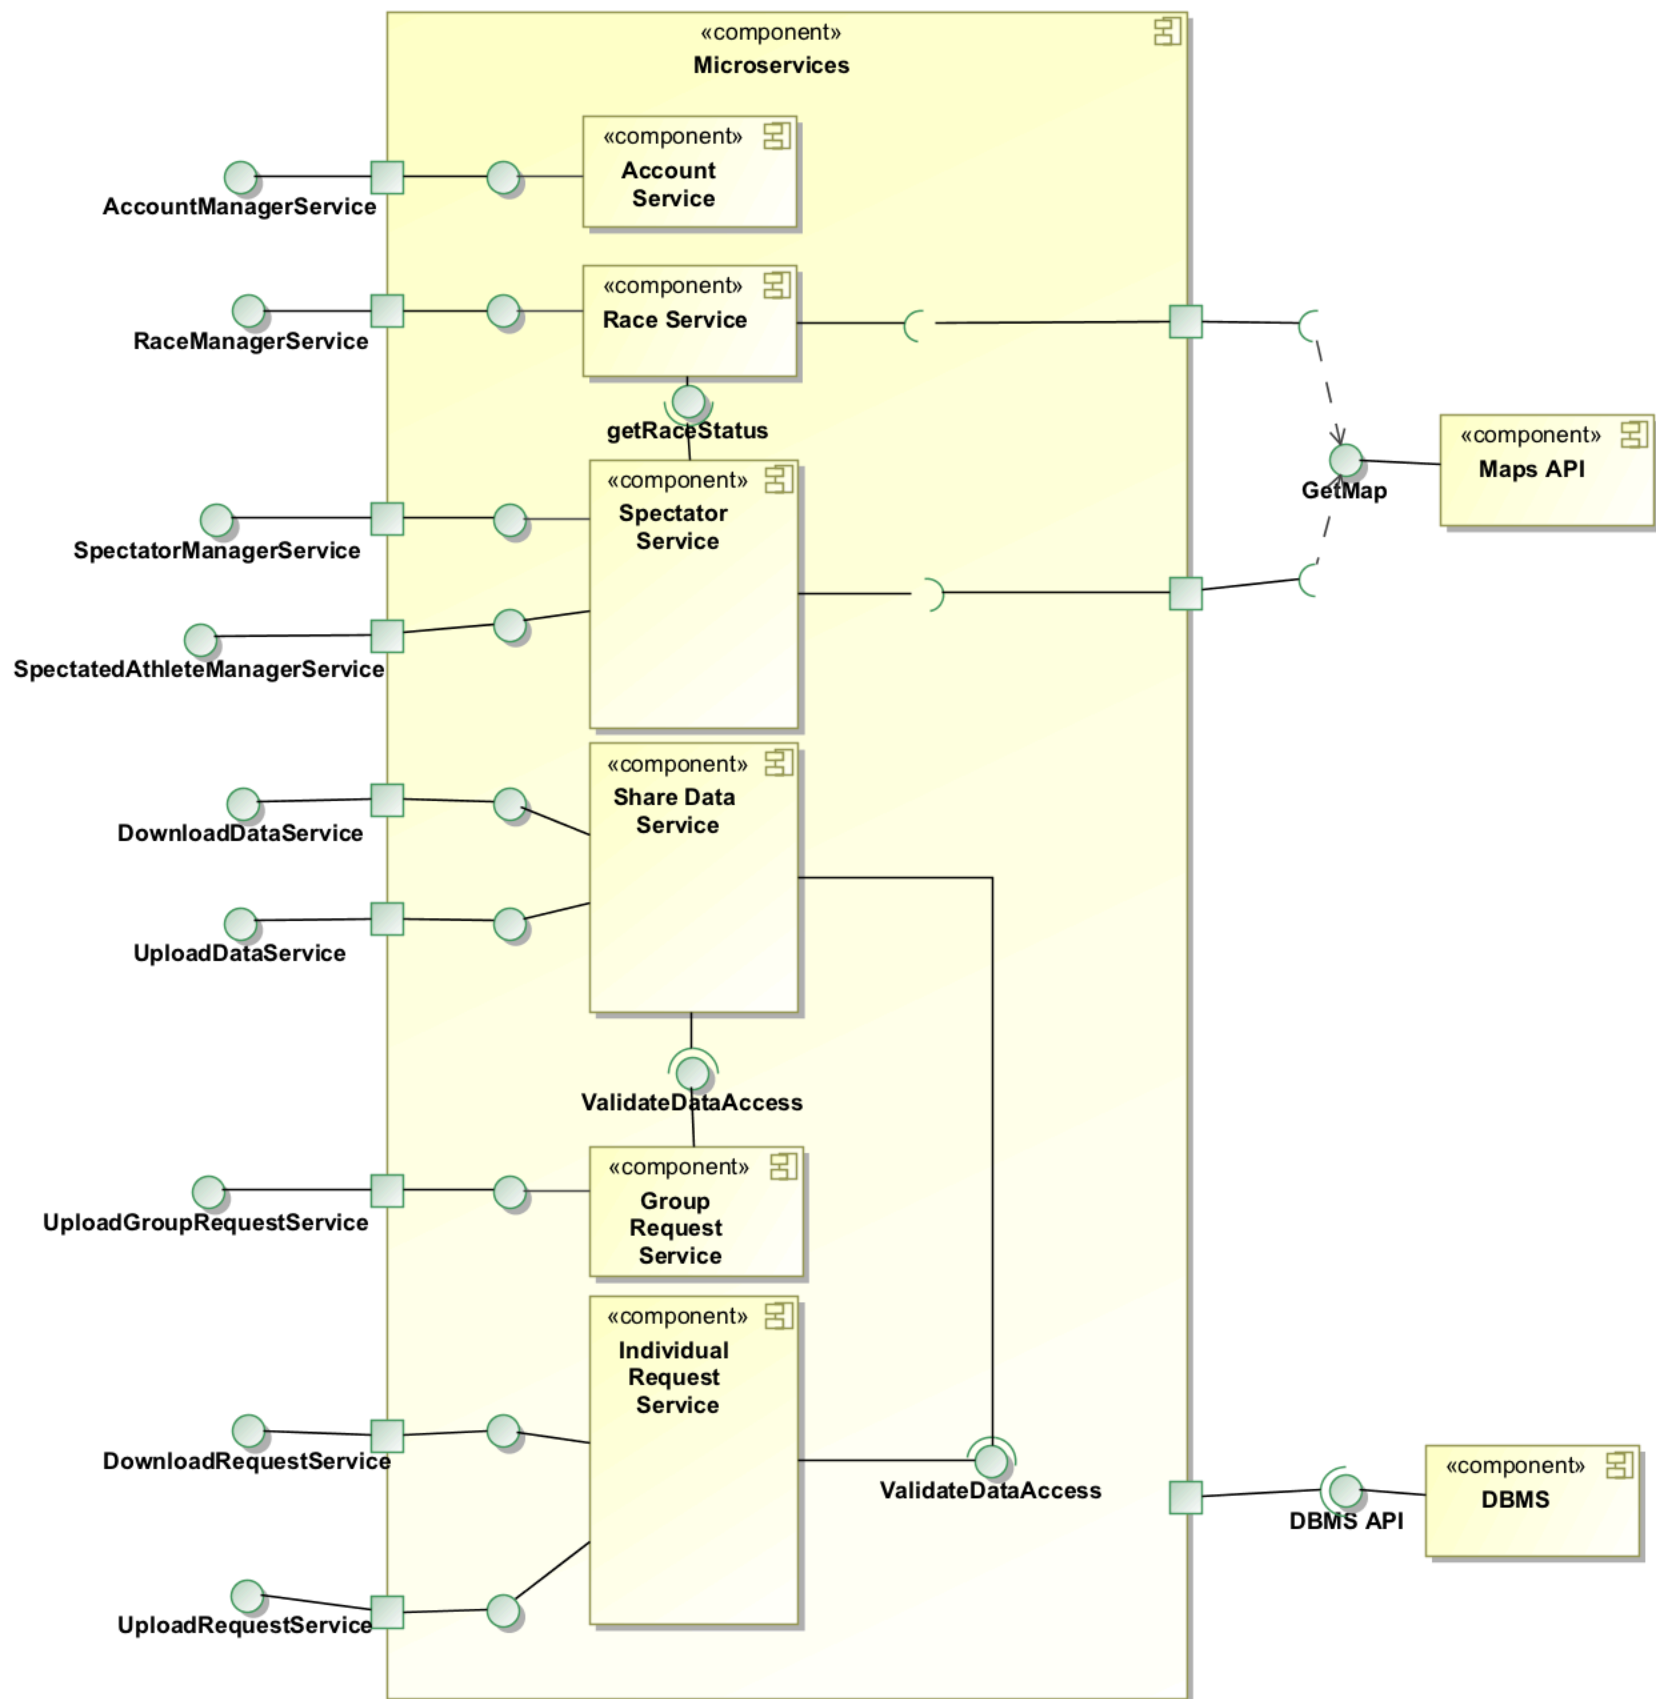 «component»
Microservices
«component»
Account
Service
AccountManagerService
«component»
Race Service
RaceManagerService
getRaceStatus
«component»
Maps API
GetMap
«component»
Spectator
Service
SpectatorManagerService
SpectatedAthleteManagerService
«component»
Share Data
Service
DownloadDataService
UploadDataService
ValidateDataAccess
«component»
Group
Request
Service
UploadGroupRequestService
«component»
Individual
Request
Service
DownloadRequestService
ValidateDataAccess
«component»
DBMS
DBMS API
UploadRequestService